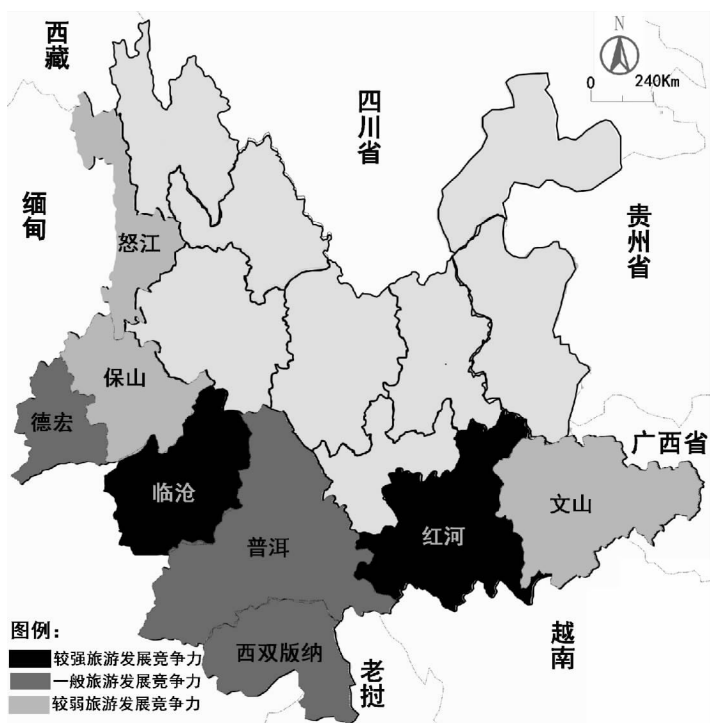 西藏
N
0 240Km
四川省
缅甸
贵州省
怒江
保山
德宏
广西省
临沧
文山
普洱
红河
图例：
越南
西双版纳
老挝
较强旅游发展竞争力
一般旅游发展竞争力
较弱旅游发展竞争力